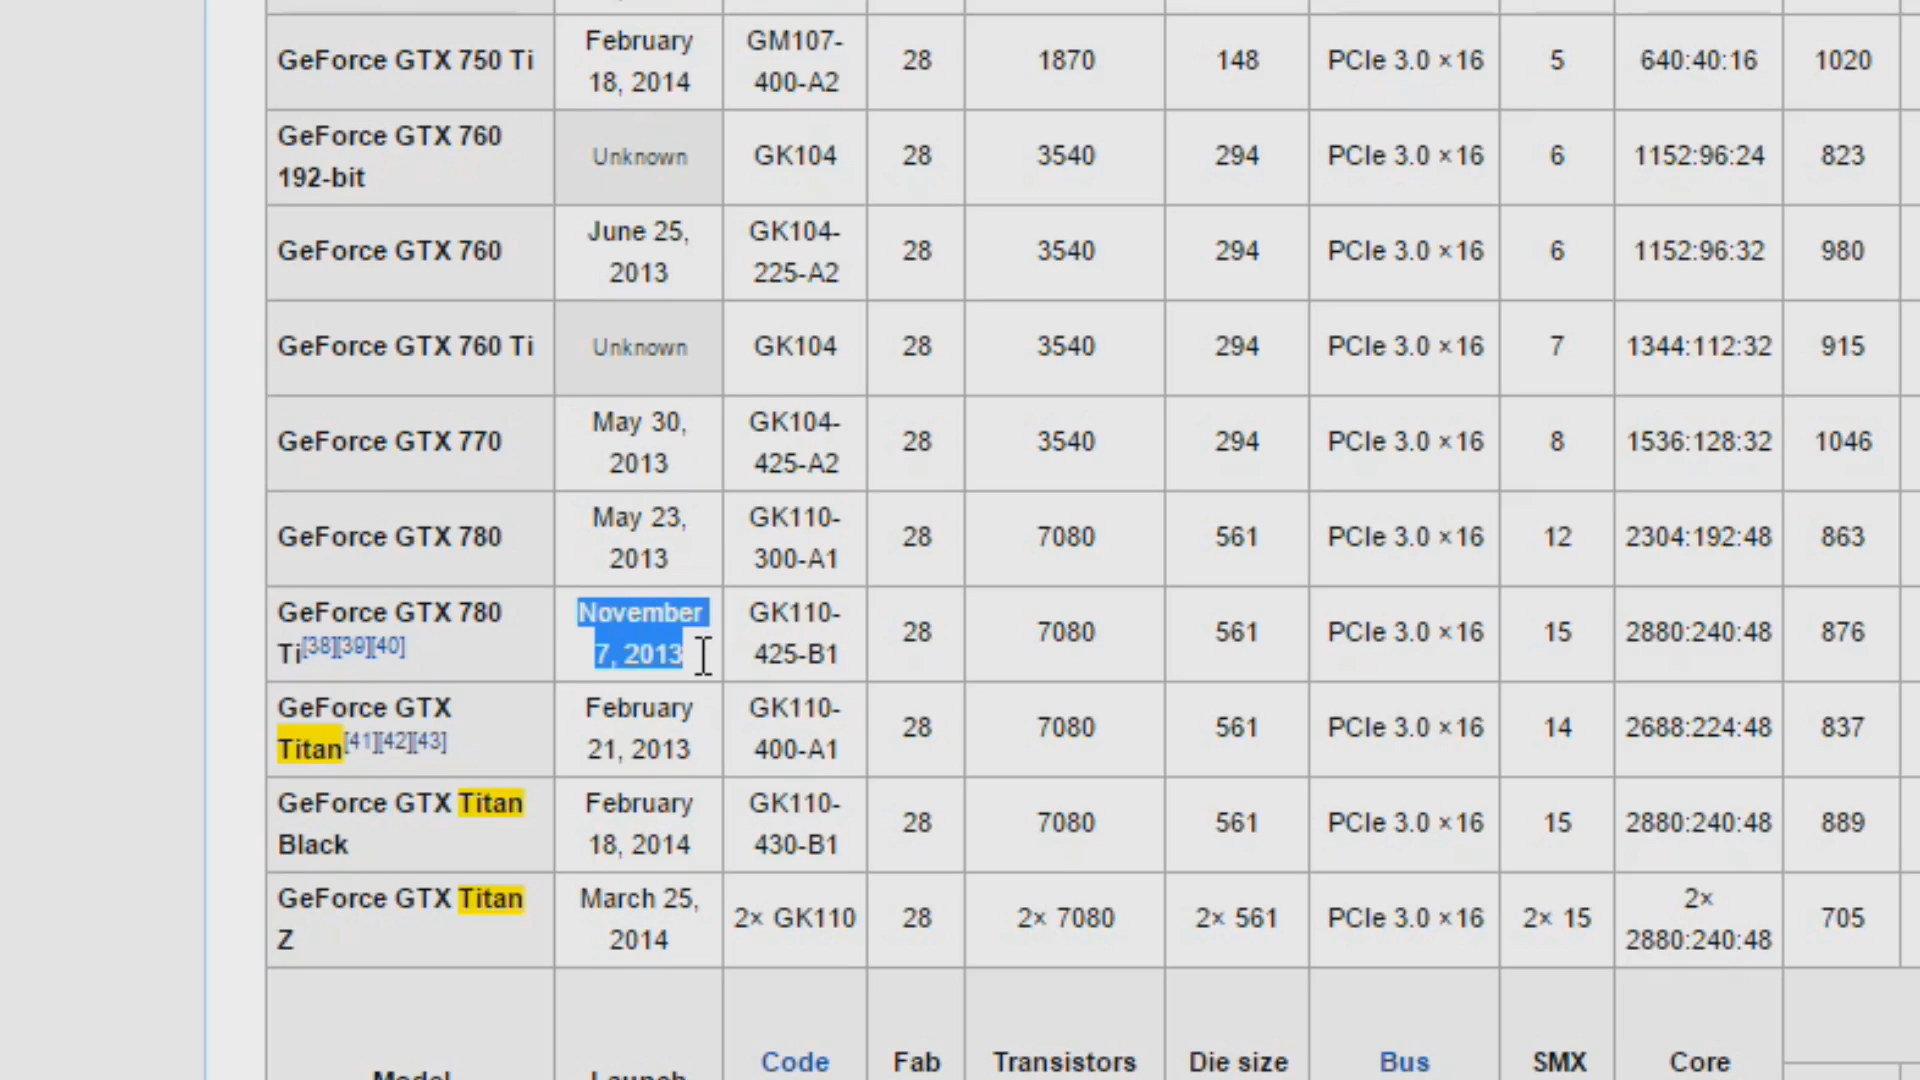 GeForce GTX 750 Ti February 18, 2014 GM107-400-A2 28 1870 148 PCIe 3.0 ×16 5 640:40:16 1020
GeForce GTX 760 192-bit Unknown GK104 28 3540 294 PCIe 3.0 ×16 6 1152:96:24 823
GeForce GTX 760 June 25, 2013 GK104-225-A2 28 3540 294 PCIe 3.0 ×16 6 1152:96:32 980
GeForce GTX 760 Ti Unknown GK104 28 3540 294 PCIe 3.0 ×16 7 1344:112:32 915
GeForce GTX 770 May 30, 2013 GK104-425-A2 28 3540 294 PCIe 3.0 ×16 8 1536:128:32 1046
GeForce GTX 780 May 23, 2013 GK110-300-A1 28 7080 561 PCIe 3.0 ×16 12 2304:192:48 863
GeForce GTX 780 Ti[38][39][40] November 7, 2013 GK110-425-B1 28 7080 561 PCIe 3.0 ×16 15 2880:240:48 876
GeForce GTX Titan[41][42][43] February 21, 2013 GK110-400-A1 28 7080 561 PCIe 3.0 ×16 14 2688:224:48 837
GeForce GTX Titan Black February 18, 2014 GK110-430-B1 28 7080 561 PCIe 3.0 ×16 15 2880:240:48 889
GeForce GTX Titan Z March 25, 2014 2× GK110 28 2× 7080 2× 561 PCIe 3.0 ×16 2× 15 2× 2880:240:48 705
Model Launch Code Fab Transistors Die size Bus SMX Core